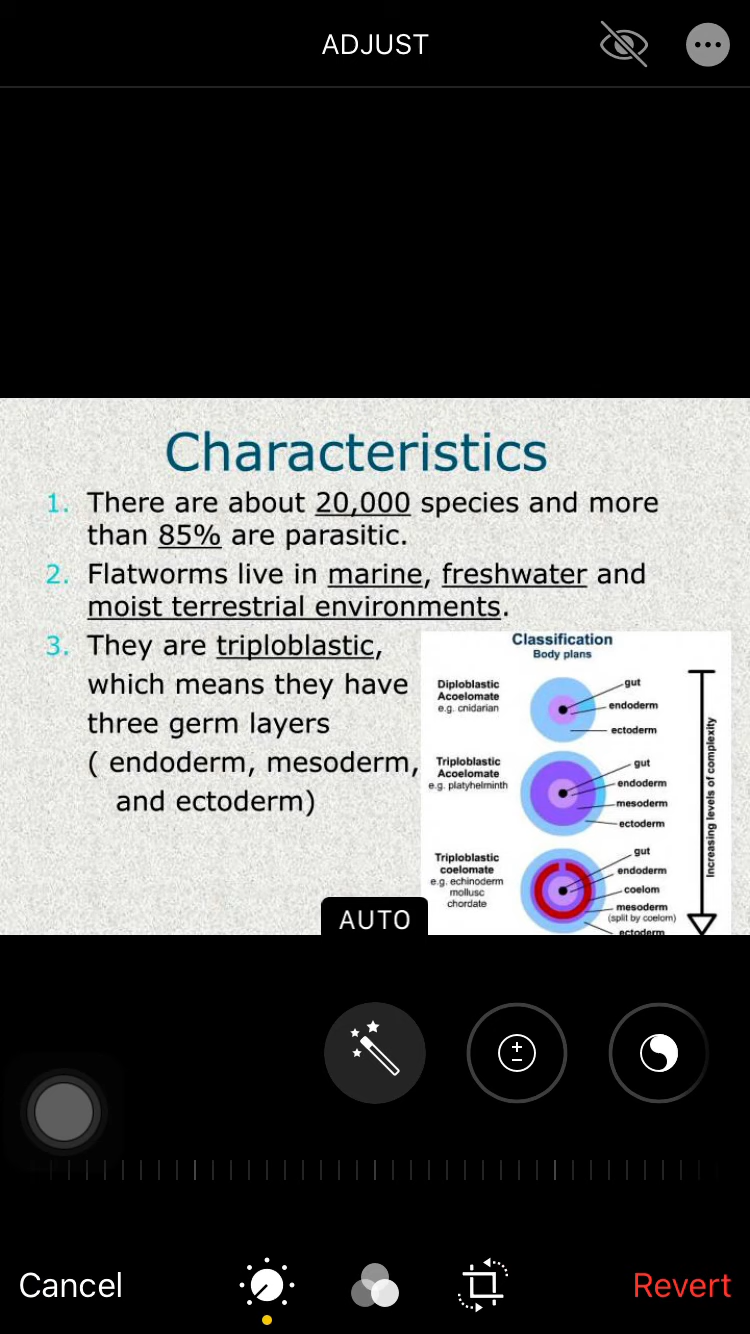 ADJUST
Characteristics
1. There are about 20,000 species and more
than 85% are parasitic.
2. Flatworms live in marine, freshwater and
moist terrestrial environments.
3. They are triploblastic,
which means they have
three germ layers
( endoderm, mesoderm,
and ectoderm)
Classification
Body plans
Diploblastic
Acoelomate
e.g. cnidarian
gut
endoderm
ectoderm
Triploblastic
Acoelomate
e.g. platyhelminth
gut
endoderm
mesoderm
ectoderm
Triploblastic
coelomate
e.g. echinoderm
mollusc
chordate
gut
endoderm
coelom
mesoderm
(split by coelom)
ectoderm
Increasing levels of complexity
AUTO
Cancel
Revert